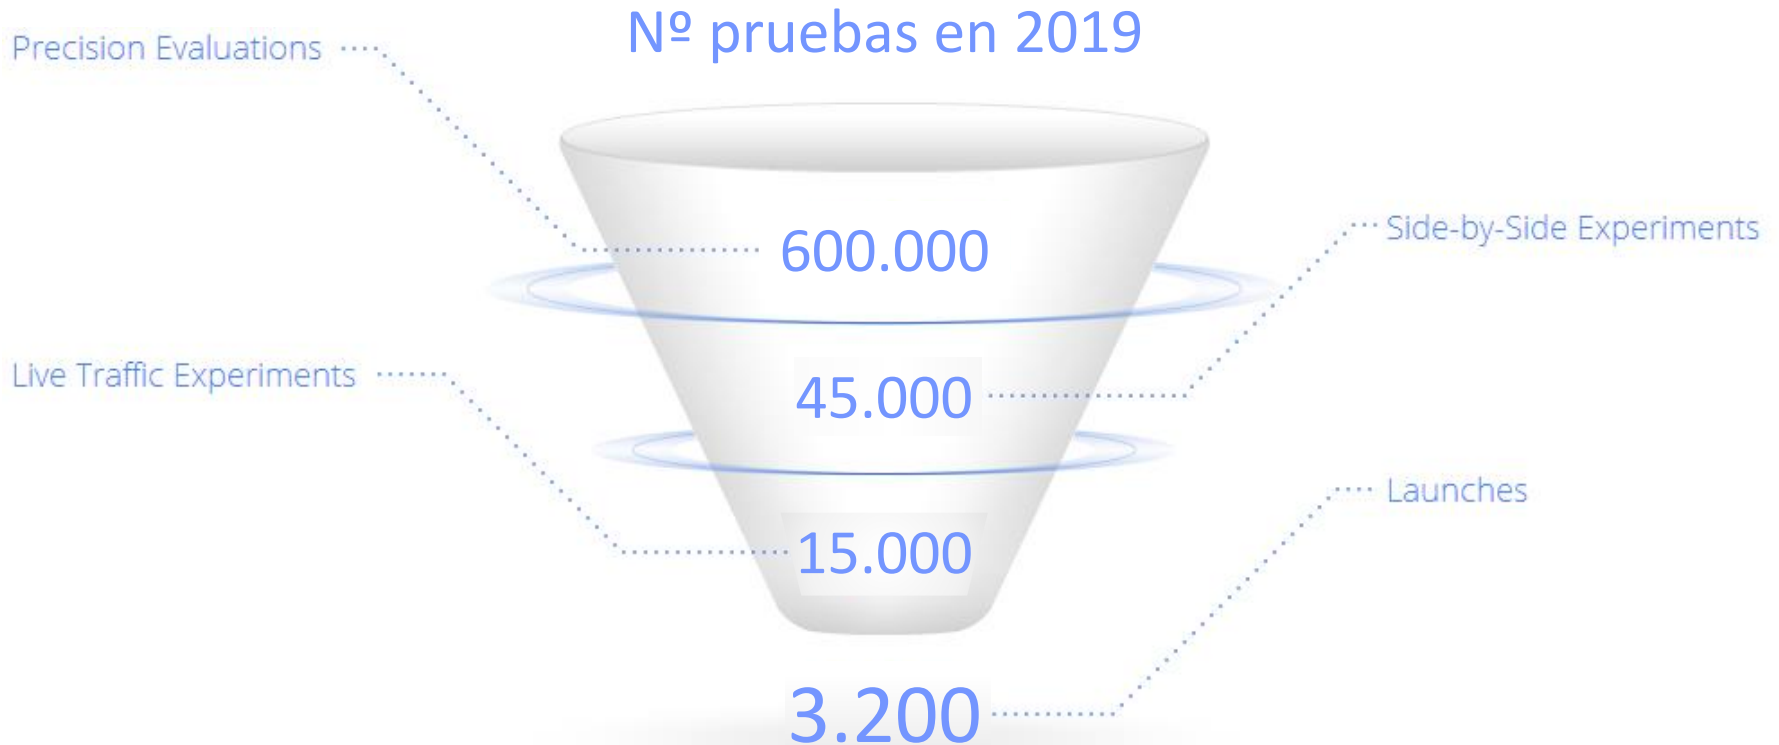 Nº pruebas en 2019
Precision Evaluations
600.000
Side-by-Side Experiments
45.000
Live Traffic Experiments
15.000
Launches
3.200